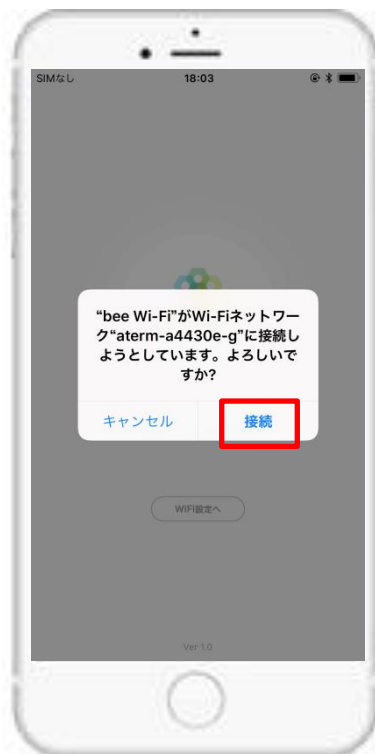 SIMなし 18:03
“bee Wi-Fi”がWi-Fiネットワー
ク“aterm-a4430e-g”に接続し
ようとしています。よろしいで
すか?
キャンセル 接続
WIFI設定へ
Ver 1.0